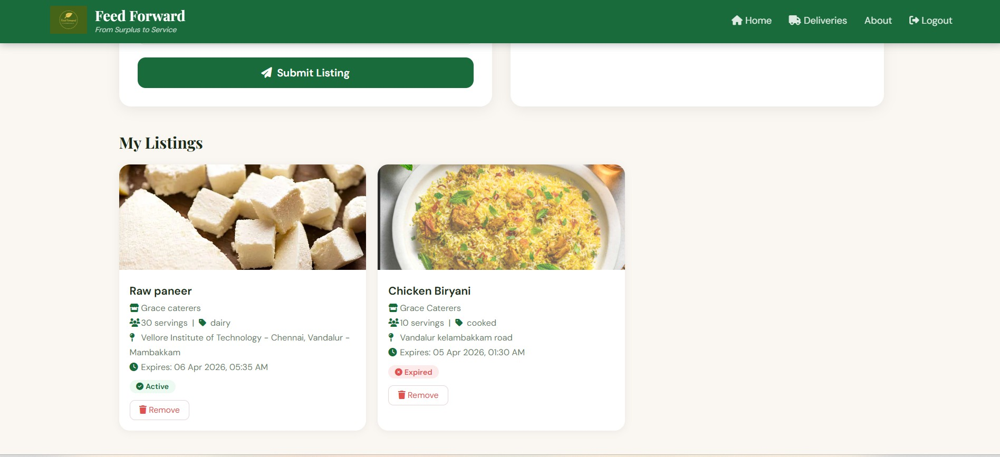 Feed Forward
From Surplus to Service
Home
Deliveries
About
Logout
Submit Listing
My Listings
Raw paneer
Grace caterers
30 servings | dairy
Vellore Institute of Technology - Chennai, Vandalur -
Mambakkam
Expires: 06 Apr 2026, 05:35 AM
Active
Remove
Chicken Biryani
Grace Caterers
10 servings | cooked
Vandalur kelambakkam road
Expires: 05 Apr 2026, 01:30 AM
Expired
Remove